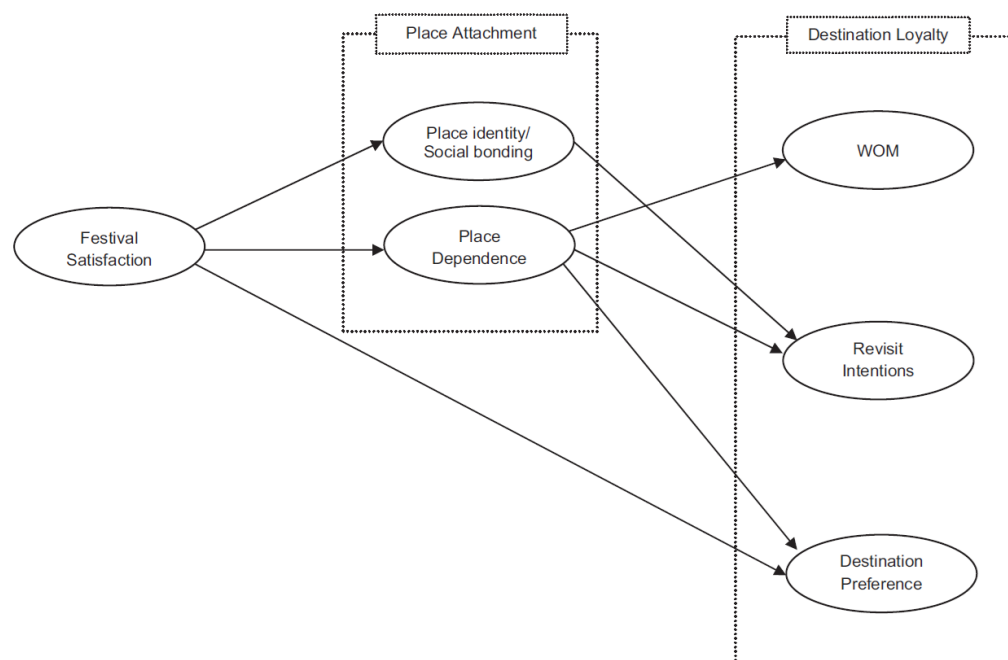 Place Attachment
Destination Loyalty
Place identity/
Social bonding
WOM
Festival
Satisfaction
Place
Dependence
Revisit
Intentions
Destination
Preference